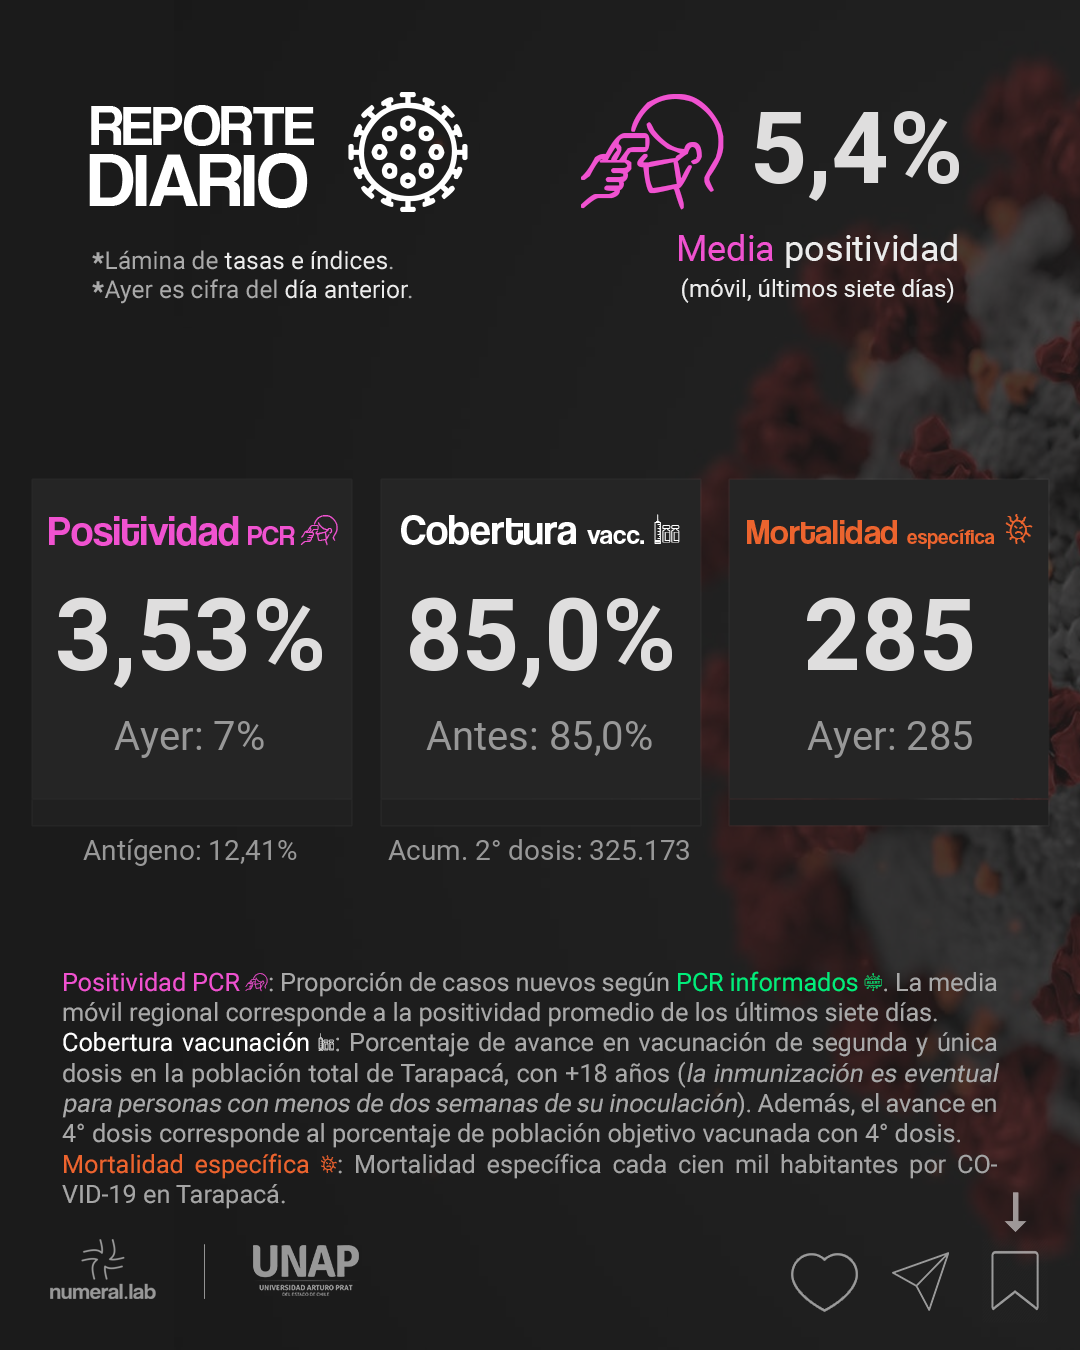 REPORTE
DIARIO
*Lámina de tasas e índices.
*Ayer es cifra del día anterior.
5,4%
Media positividad
(móvil, últimos siete días)
Positividad PCR
3,53%
Ayer: 7%
Antígeno: 12,41%
Cobertura vacc.
85,0%
Antes: 85,0%
Acum. 2° dosis: 325.173
Mortalidad específica
285
Ayer: 285
Positividad PCR : Proporción de casos nuevos según PCR informados . La media
móvil regional corresponde a la positividad promedio de los últimos siete días.
Cobertura vacunación : Porcentaje de avance en vacunación de segunda y única
dosis en la población total de Tarapacá, con +18 años (la inmunización es eventual
para personas con menos de dos semanas de su inoculación). Además, el avance en
4° dosis corresponde al porcentaje de población objetivo vacunada con 4° dosis.
Mortalidad específica : Mortalidad específica cada cien mil habitantes por CO-
VID-19 en Tarapacá.
numeral.lab
UNAP
UNIVERSIDAD ARTURO PRAT
DEL ESTADO DE CHILE